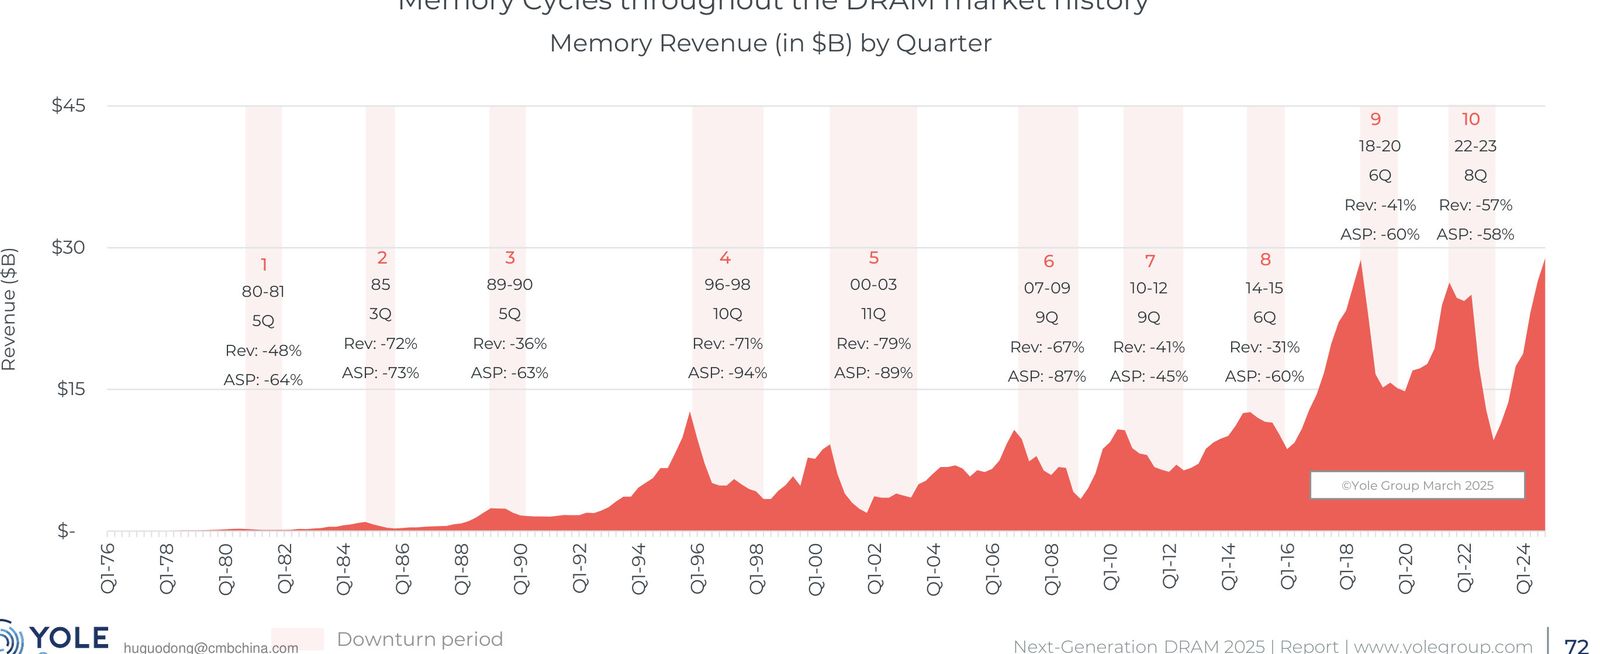 Memory Cycles throughout the DRAM market history
Memory Revenue (in $B) by Quarter
Revenue ($B)
$45
$30
$15
$-
1
80-81
5Q
Rev: -48%
ASP: -64%
2
85
3Q
Rev: -72%
ASP: -73%
3
89-90
5Q
Rev: -36%
ASP: -63%
4
96-98
10Q
Rev: -71%
ASP: -94%
5
00-03
11Q
Rev: -79%
ASP: -89%
6
07-09
9Q
Rev: -67%
ASP: -87%
7
10-12
9Q
Rev: -41%
ASP: -45%
8
14-15
6Q
Rev: -31%
ASP: -60%
9
18-20
6Q
Rev: -41%
ASP: -60%
10
22-23
8Q
Rev: -57%
ASP: -58%
©Yole Group March 2025
Q1-76
Q1-78
Q1-80
Q1-82
Q1-84
Q1-86
Q1-88
Q1-90
Q1-92
Q1-94
Q1-96
Q1-98
Q1-00
Q1-02
Q1-04
Q1-06
Q1-08
Q1-10
Q1-12
Q1-14
Q1-16
Q1-18
Q1-20
Q1-22
Q1-24
YOLE
huguodong@cmbchina.com
Downturn period
Next-Generation DRAM 2025 | Report | www.yolegroup.com
72